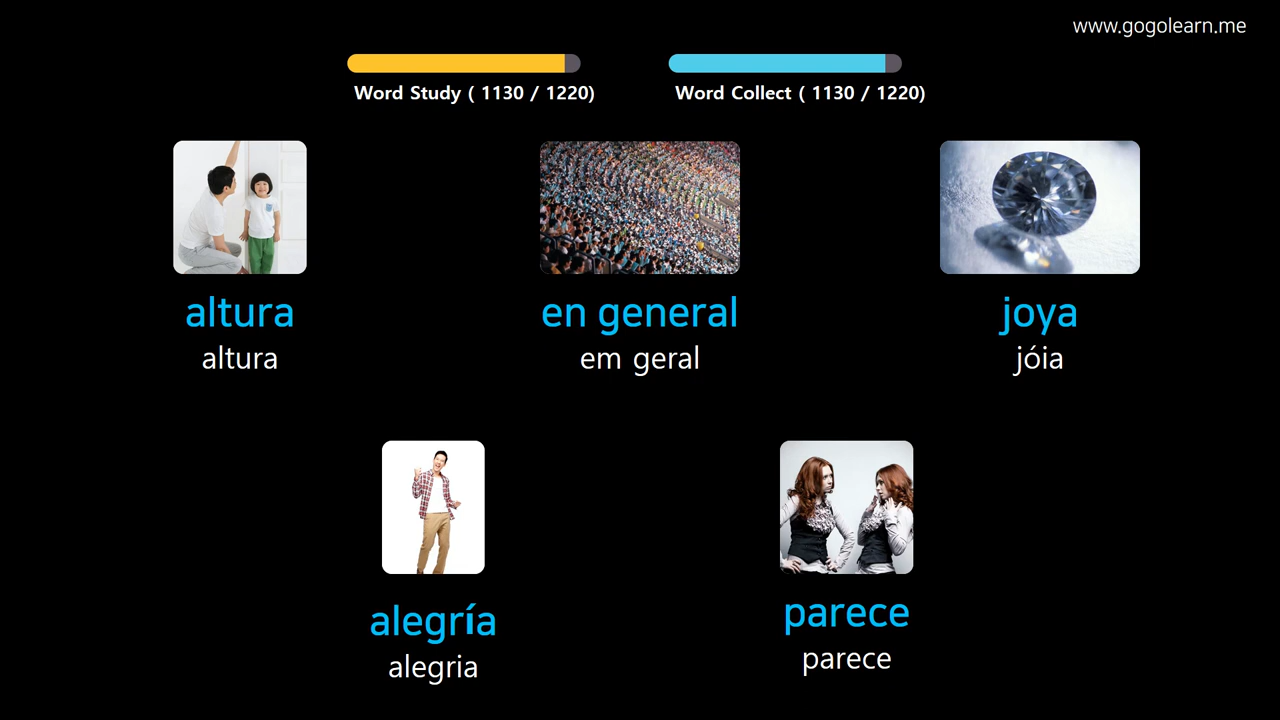 www.gogolearn.me
Word Study ( 1130 / 1220)
Word Collect ( 1130 / 1220)
altura
altura
en general
em geral
joya
jóia
alegría
alegria
parece
parece